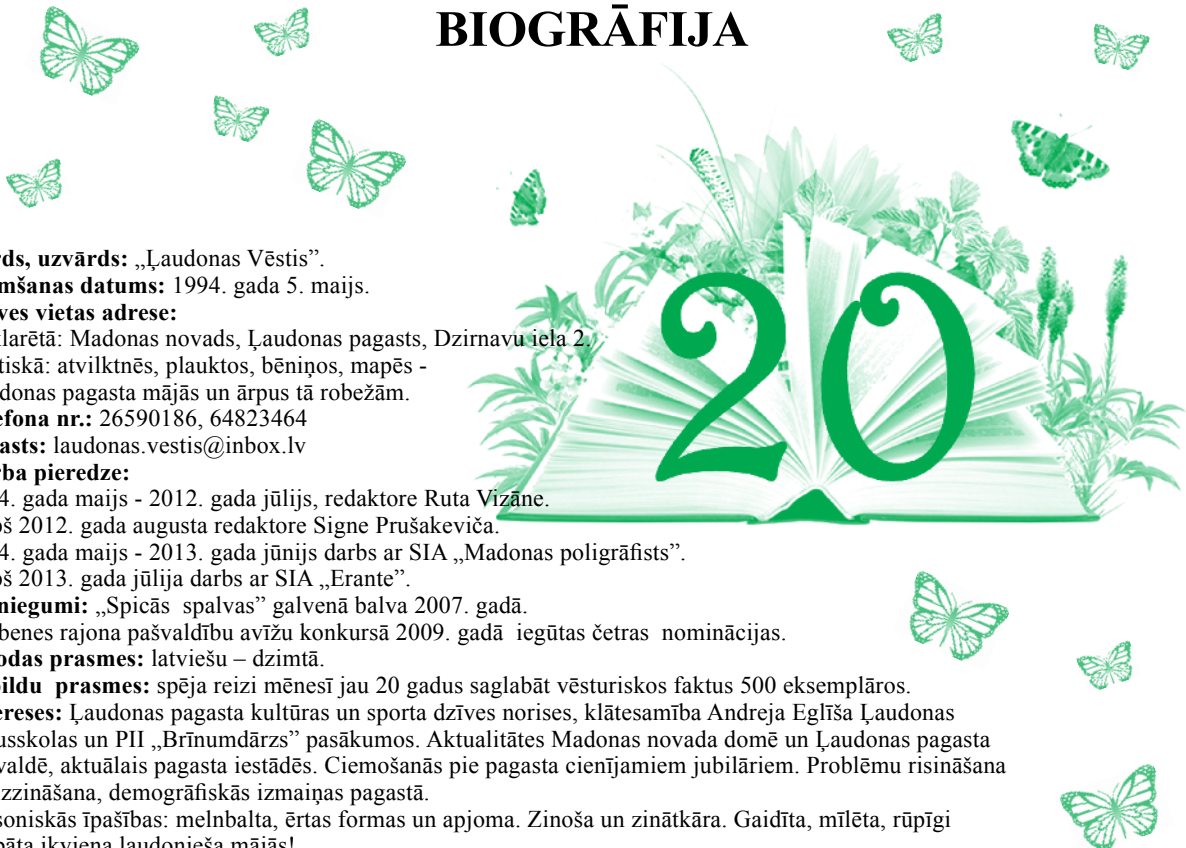 BIOGRĀFIJA
20
rds, uzvārds: „Ļaudonas Vēstis”.
mšanas datums: 1994. gada 5. maijs.
ves vietas adrese:
klarētā: Madonas novads, Ļaudonas pagasts, Dzirnavu iela 2.
tiskā: atvilktnēs, plauktos, bēniņos, mapēs -
donas pagasta mājās un ārpus tā robežām.
efona nr.: 26590186, 64823464
asts: laudonas.vestis@inbox.lv
rba pieredze:
4. gada maijs - 2012. gada jūlijs, redaktore Ruta Vizāne.
oš 2012. gada augusta redaktore Signe Prušakeviča.
4. gada maijs - 2013. gada jūnijs darbs ar SIA „Madonas poligrāfists”.
oš 2013. gada jūlija darbs ar SIA „Erante”.
niegumi: „Spicās spalvas” galvenā balva 2007. gadā.
benes rajona pašvaldību avīžu konkursā 2009. gadā iegūtas četras nominācijas.
odas prasmes: latviešu – dzimtā.
pildu prasmes: spēja reizi mēnesī jau 20 gadus saglabāt vēsturiskos faktus 500 eksemplāros.
ereses: Ļaudonas pagasta kultūras un sporta dzīves norises, klātesamība Andreja Eglīša Ļaudonas
usskolas un PII „Brīnumdārzs” pasākumos. Aktualitātes Madonas novada domē un Ļaudonas pagasta
valdē, aktuālais pagasta iestādēs. Ciemošanās pie pagasta cienījamiem jubilāriem. Problēmu risināšana
zzināšana, demogrāfiskās izmaiņas pagastā.
soniskās īpašības: melnbalta, ērtas formas un apjoma. Zinoša un zinātkāra. Gaidīta, mīlēta, rūpīgi
bāta ikviena ļaudonieša mājās!